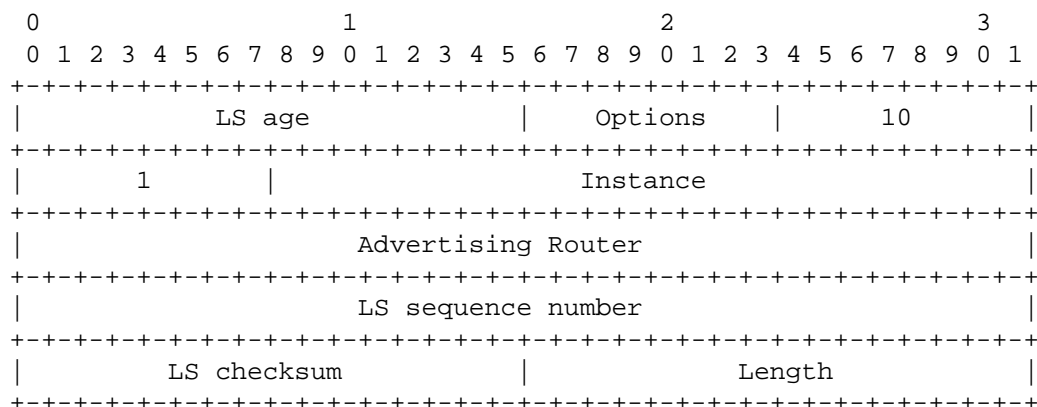 0                   1                   2                   3
0 1 2 3 4 5 6 7 8 9 0 1 2 3 4 5 6 7 8 9 0 1 2 3 4 5 6 7 8 9 0 1
+-+-+-+-+-+-+-+-+-+-+-+-+-+-+-+-+-+-+-+-+-+-+-+-+-+-+-+-+-+-+-+-+
|            LS age             |    Options    |      10       |
+-+-+-+-+-+-+-+-+-+-+-+-+-+-+-+-+-+-+-+-+-+-+-+-+-+-+-+-+-+-+-+-+
|       1       |                   Instance                    |
+-+-+-+-+-+-+-+-+-+-+-+-+-+-+-+-+-+-+-+-+-+-+-+-+-+-+-+-+-+-+-+-+
|                     Advertising Router                        |
+-+-+-+-+-+-+-+-+-+-+-+-+-+-+-+-+-+-+-+-+-+-+-+-+-+-+-+-+-+-+-+-+
|                     LS sequence number                        |
+-+-+-+-+-+-+-+-+-+-+-+-+-+-+-+-+-+-+-+-+-+-+-+-+-+-+-+-+-+-+-+-+
|         LS checksum           |             Length            |
+-+-+-+-+-+-+-+-+-+-+-+-+-+-+-+-+-+-+-+-+-+-+-+-+-+-+-+-+-+-+-+-+